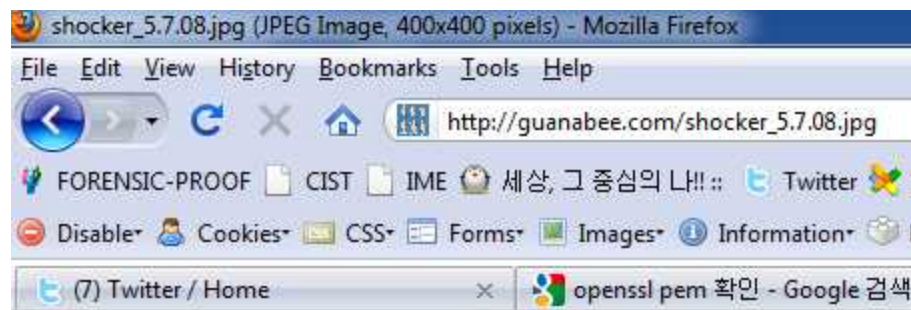 shocker_5.7.08.jpg (JPEG Image, 400x400 pixels) - Mozilla Firefox
File Edit View History Bookmarks Tools Help
http://guanabee.com/shocker_5.7.08.jpg
FORENSIC-PROOF CIST IME 세상, 그 중심의 나!! :: Twitter
Disable Cookies CSS Forms Images Information
(7) Twitter / Home openssl pem 확인 - Google 검색